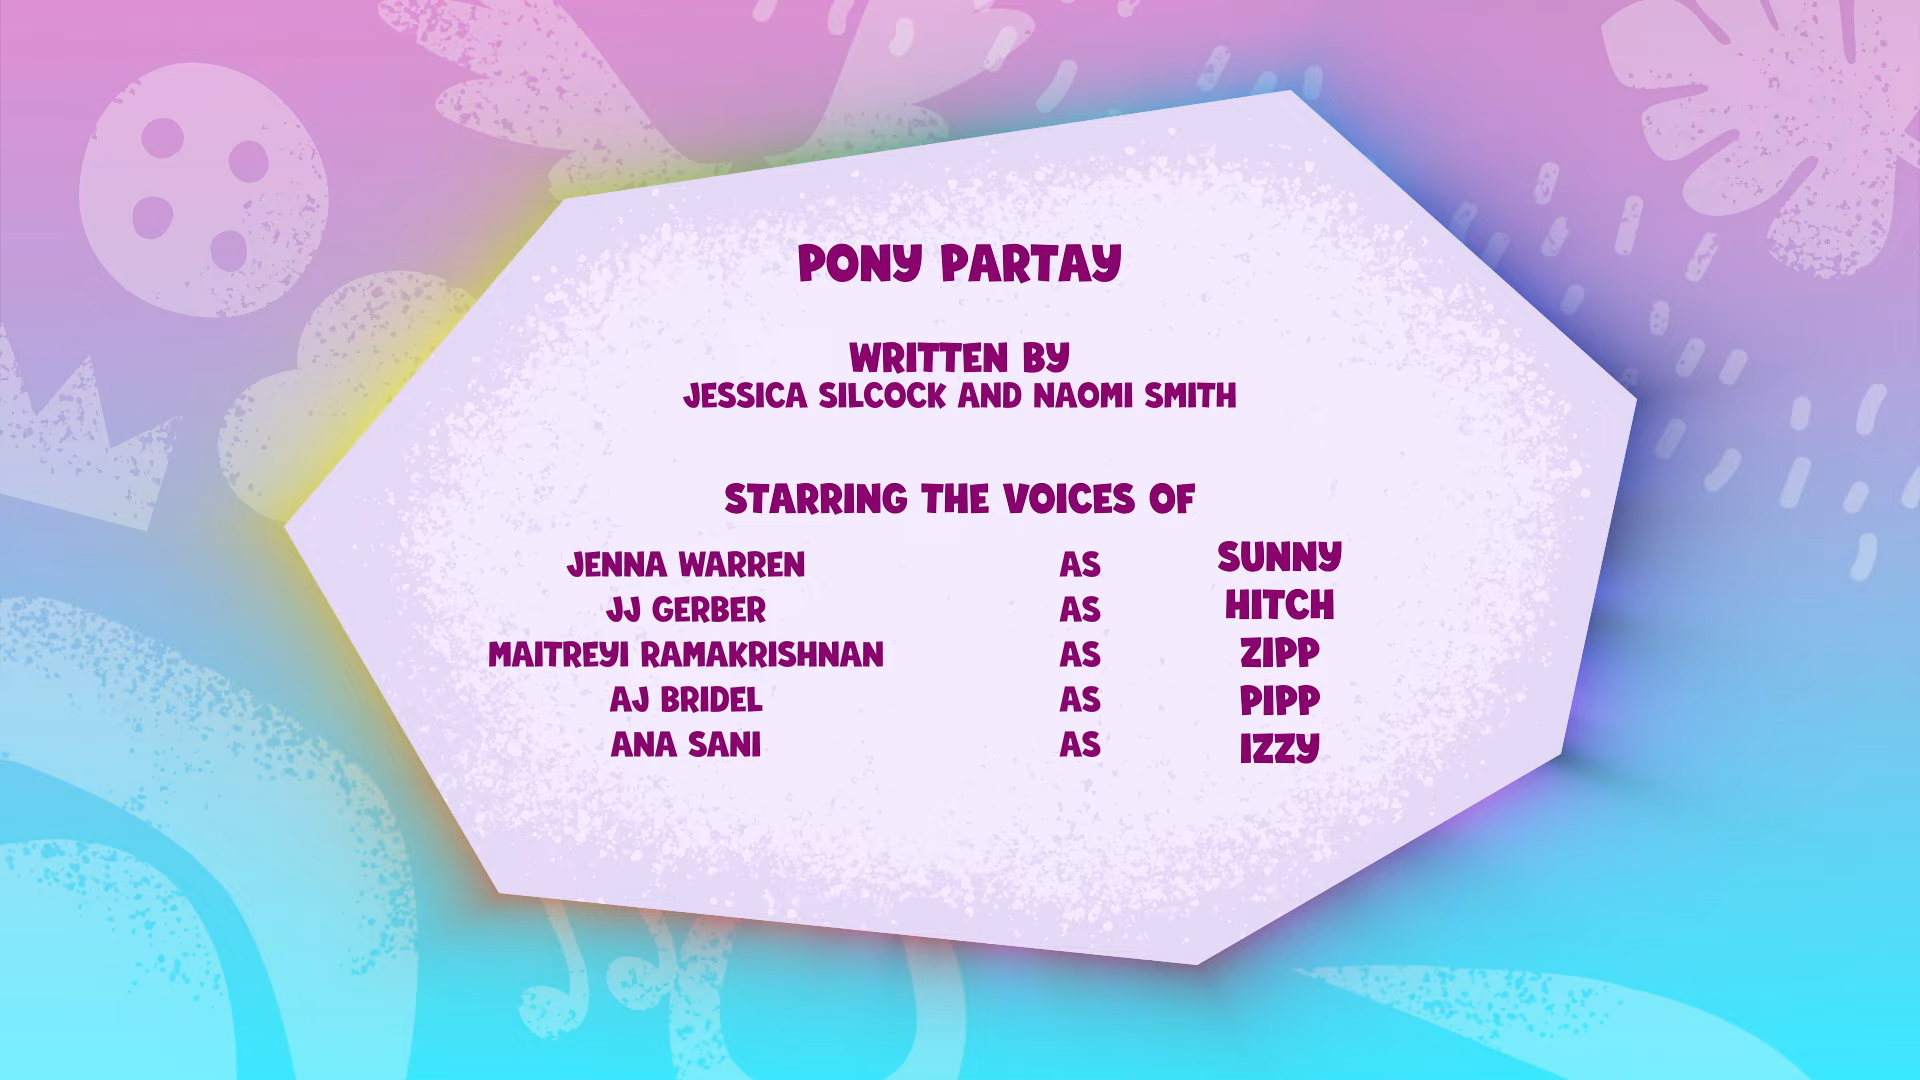 PONY PARTAY
WRITTEN BY
JESSICA SILCOCK AND NAOMI SMITH
STARRING THE VOICES OF
JENNA WARREN AS SUNNY
JJ GERBER AS HITCH
MAITREYI RAMAKRISHNAN AS ZIPP
AJ BRIDEL AS PIPP
ANA SANI AS IZZY